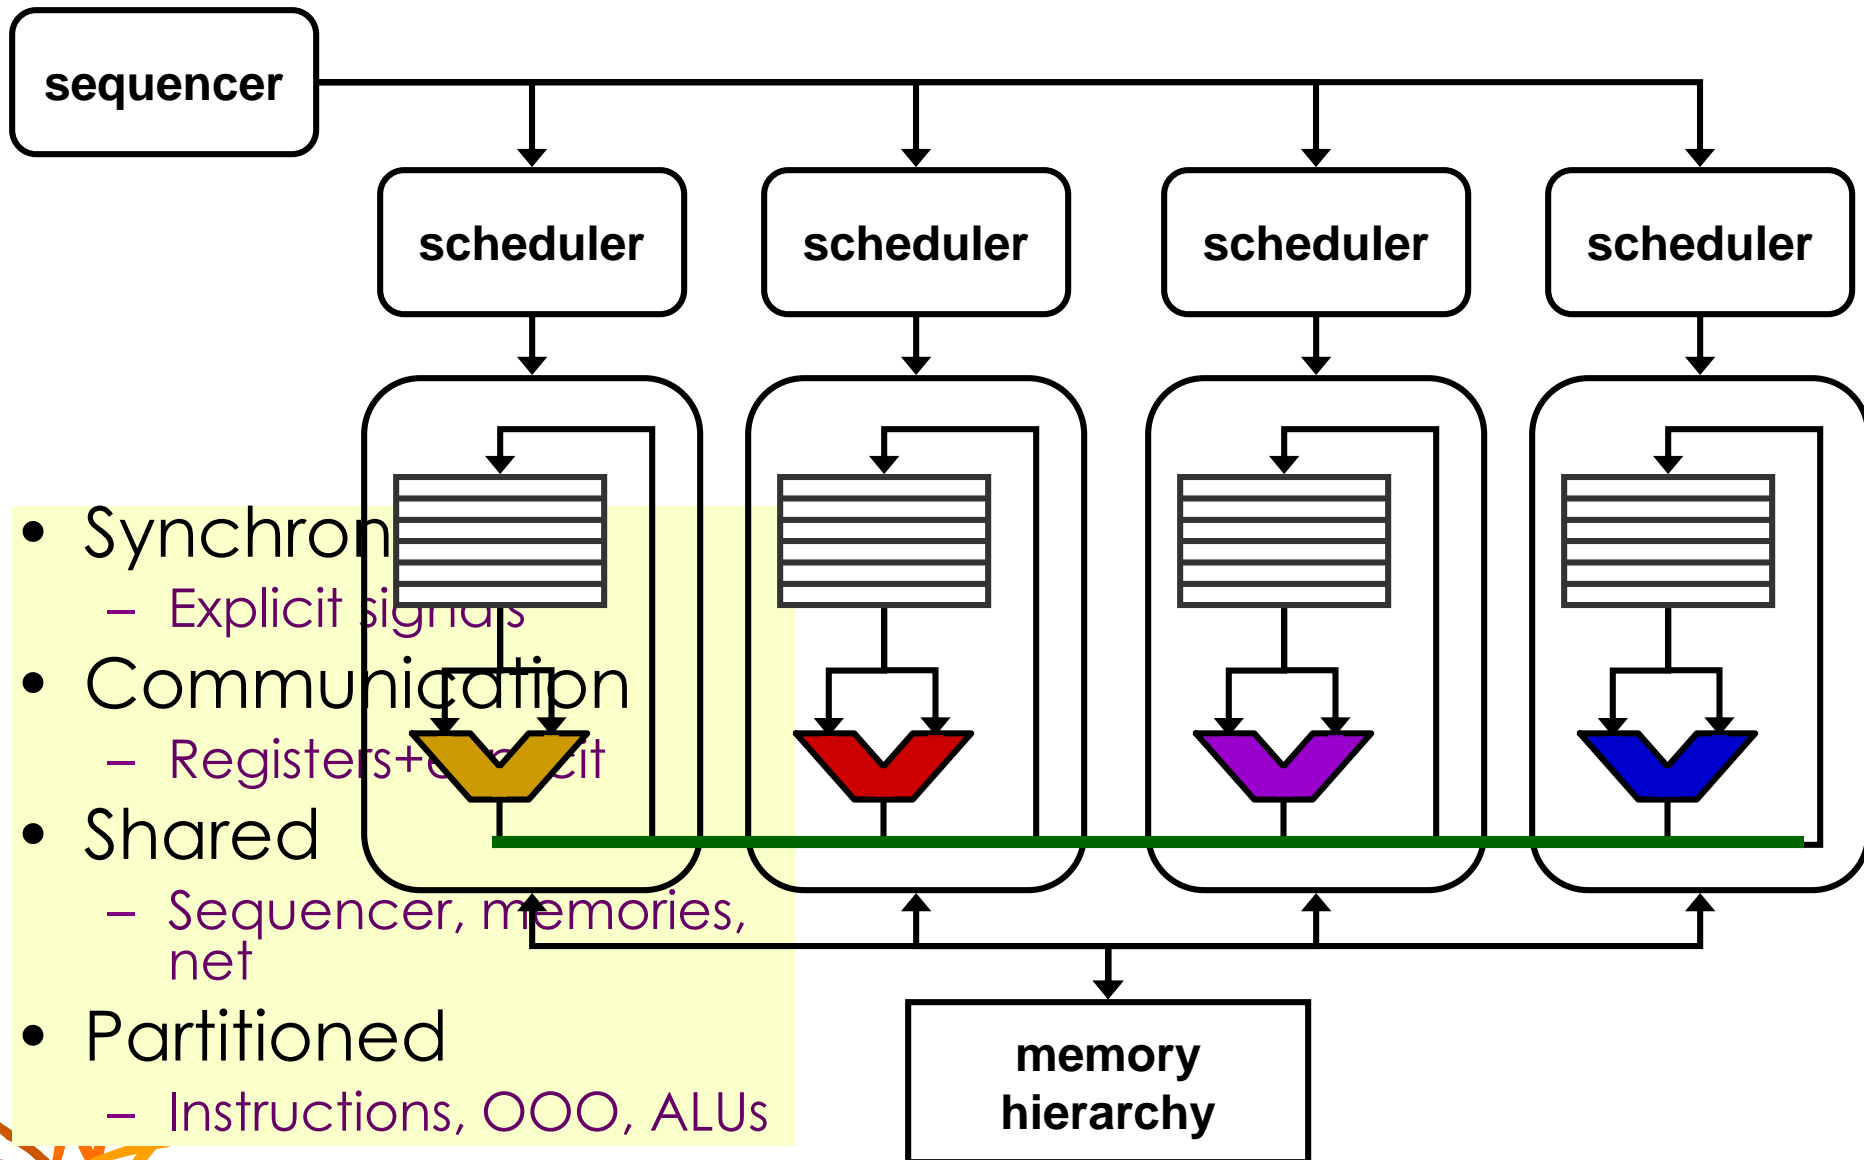 sequencer
scheduler scheduler scheduler scheduler
• Synchron
– Explicit signals
• Communication
– Registers+
• Shared
– Sequencer, memories,
net
• Partitioned
– Instructions, OOO, ALUs
memory
hierarchy